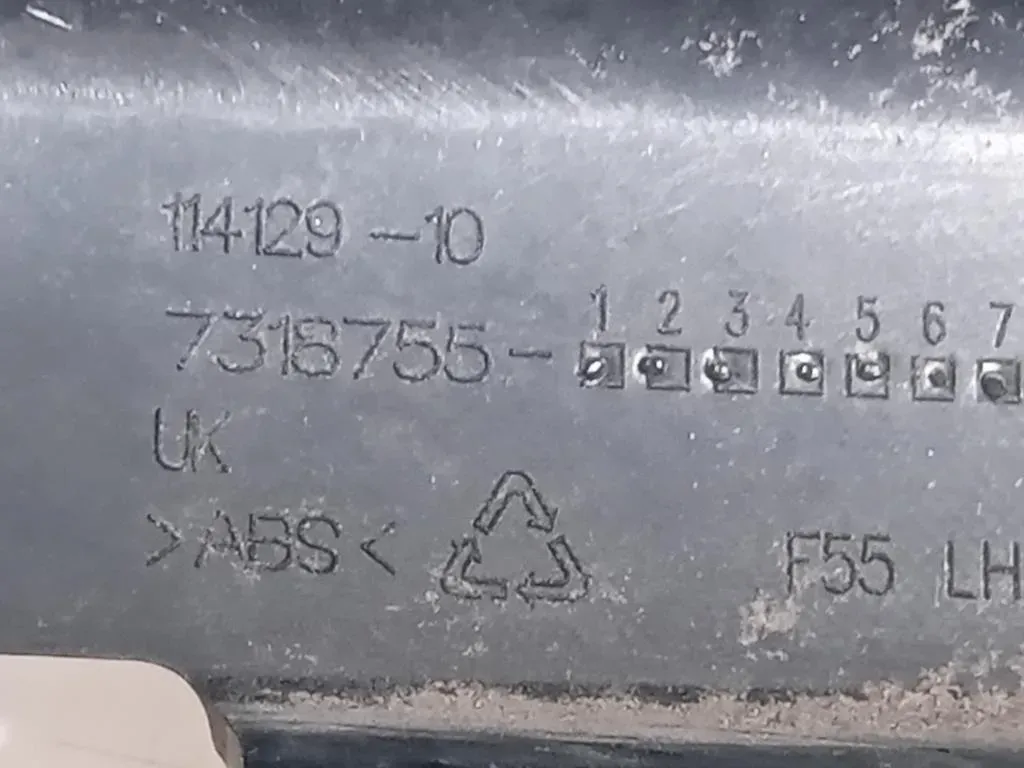 114129-10
1 2 3 4 5 6 7
7318755-
UK
>ABS<
F55 LH